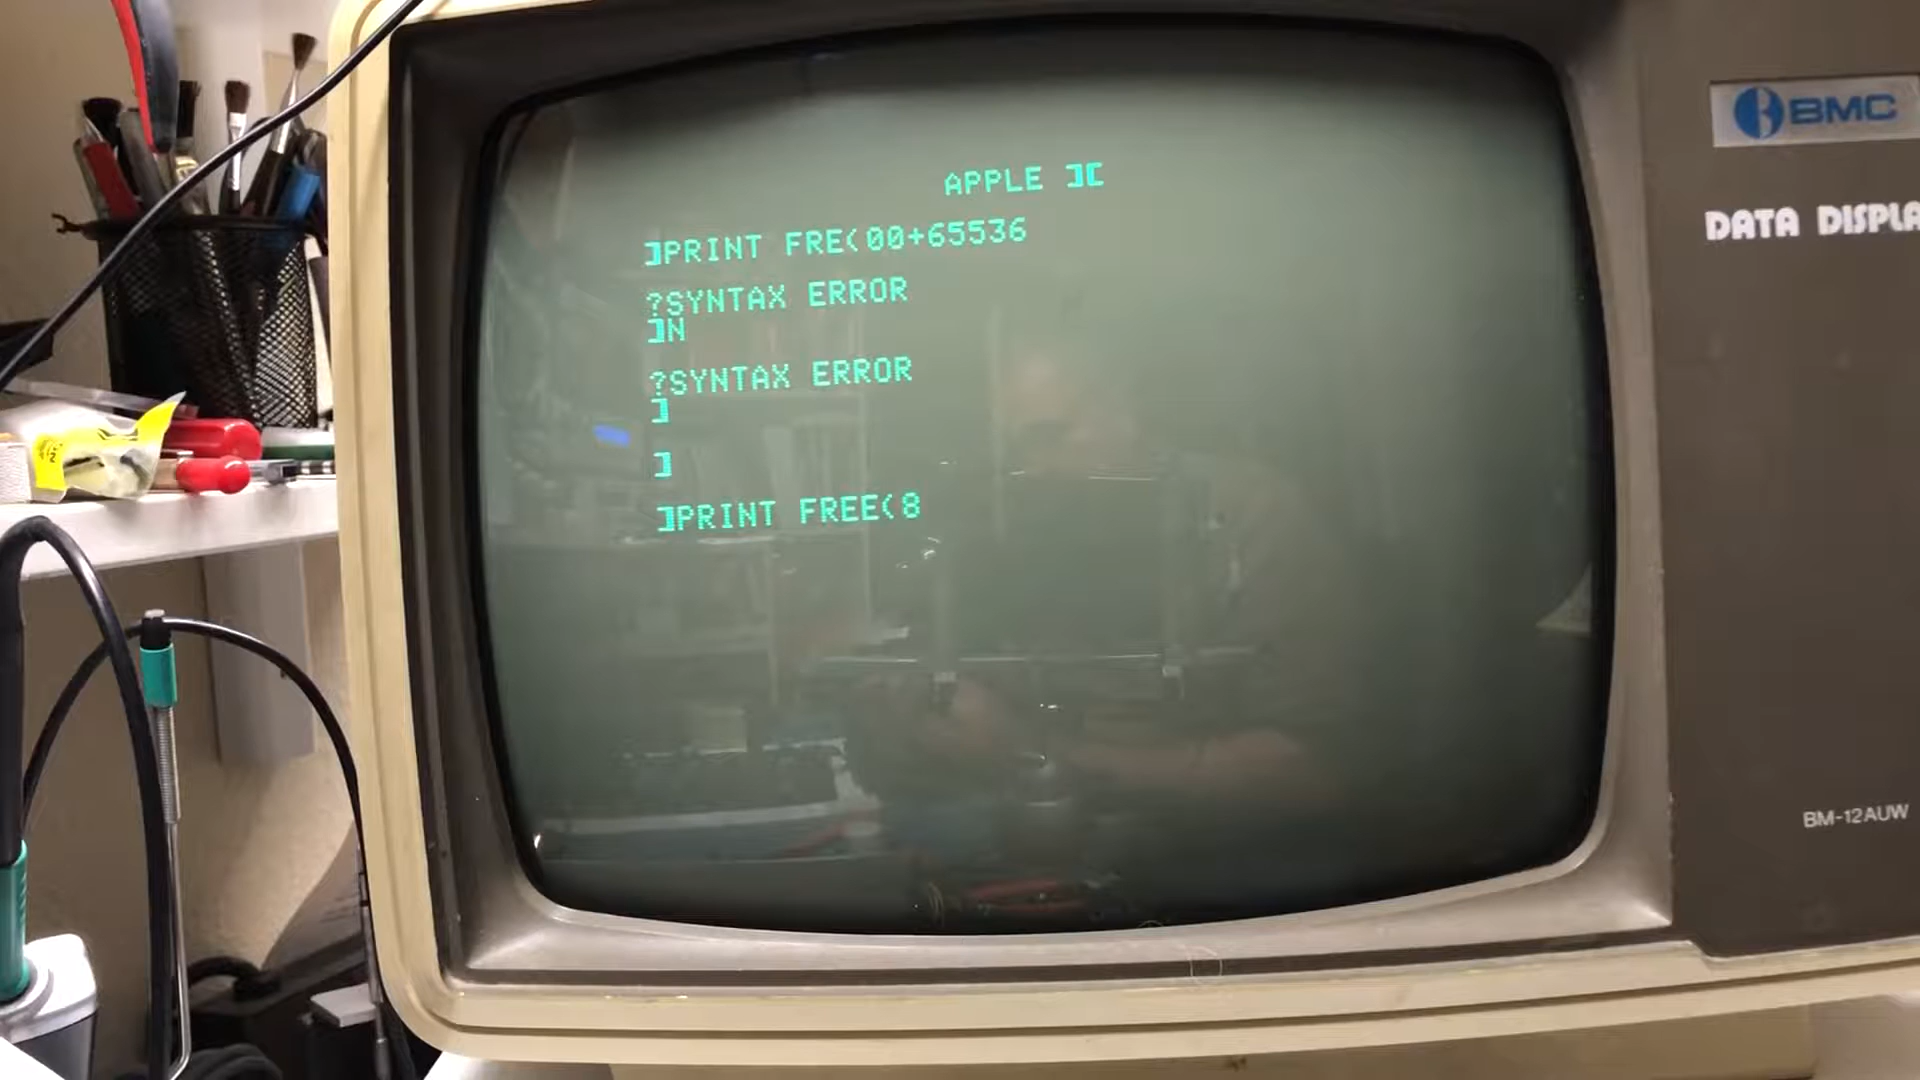 APPLE ][
]PRINT FRE(00+65536
?SYNTAX ERROR
]N
?SYNTAX ERROR
]
]
]PRINT FREE(8
BMC
DATA DISPLA
BM-12AUW